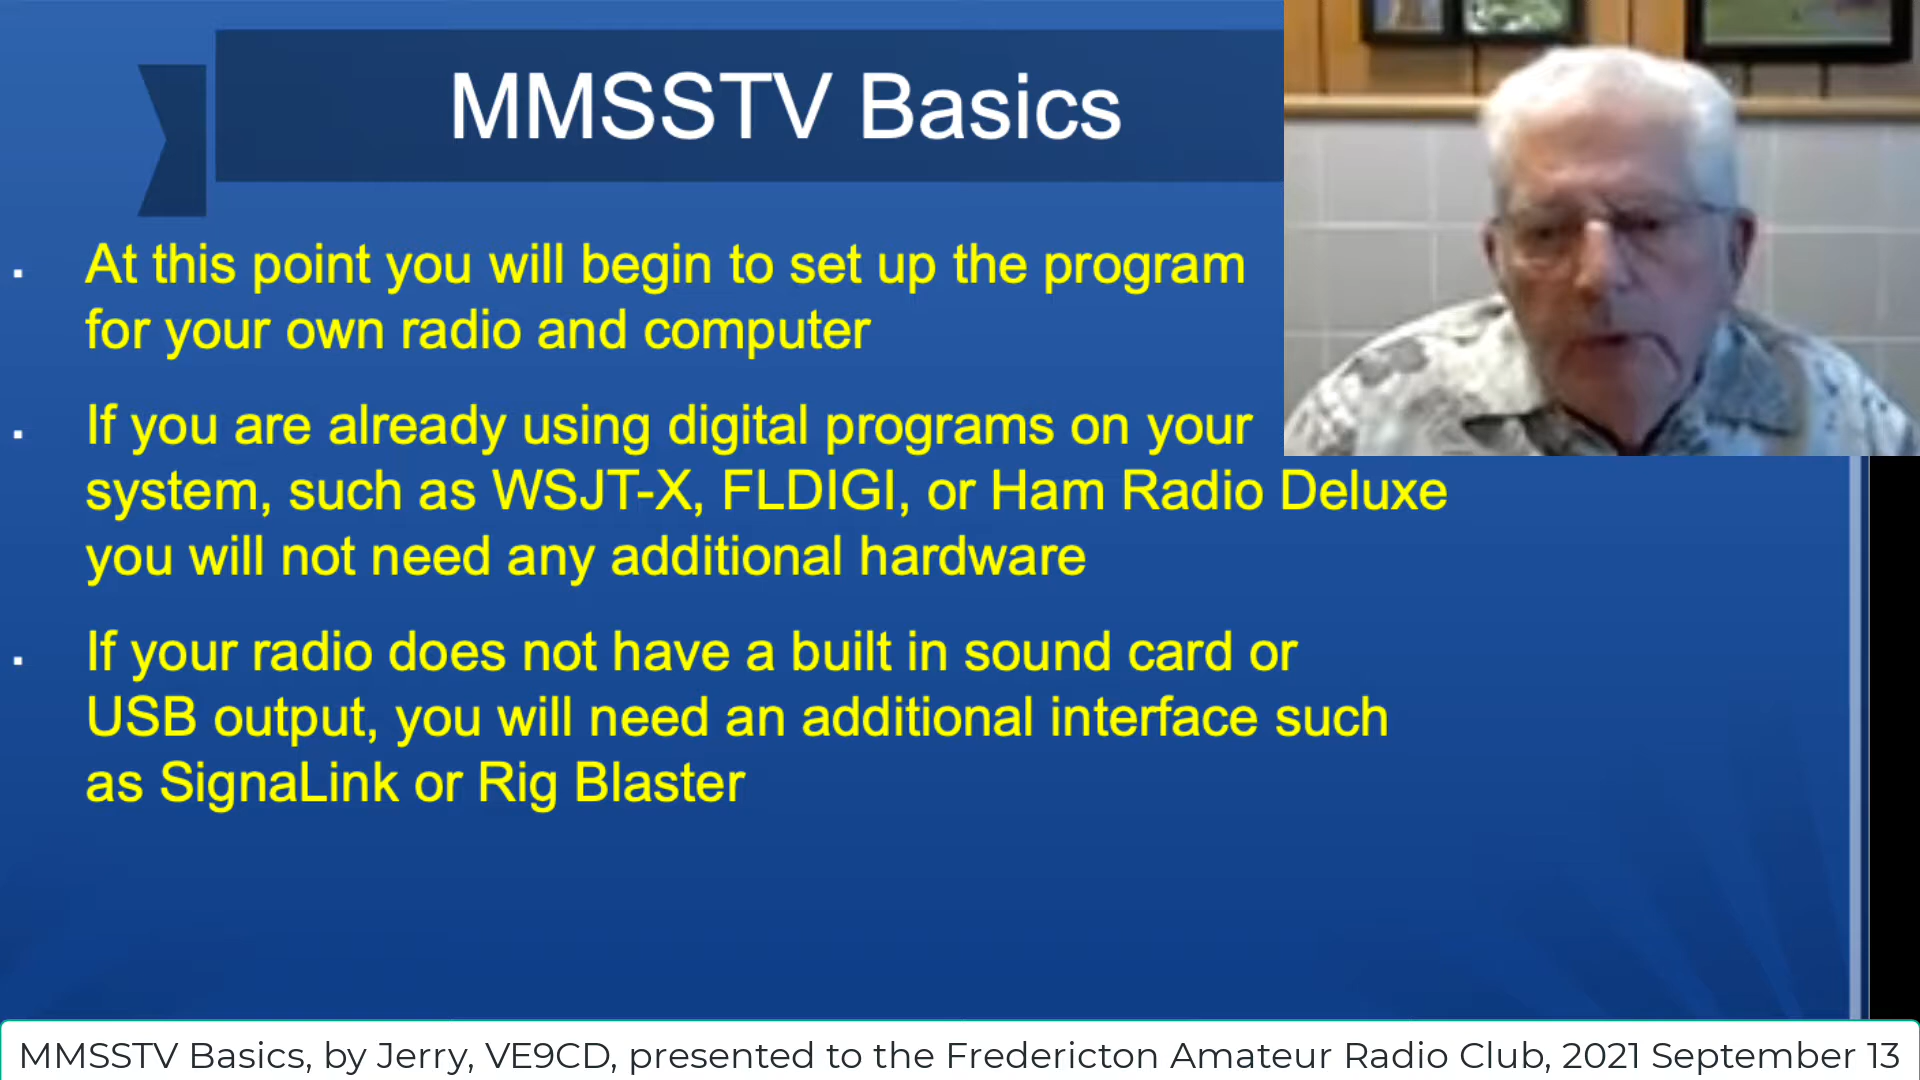 MMSSTV Basics
At this point you will begin to set up the program
for your own radio and computer
If you are already using digital programs on your
system, such as WSJT-X, FLDIGI, or Ham Radio Deluxe
you will not need any additional hardware
If your radio does not have a built in sound card or
USB output, you will need an additional interface such
as SignaLink or Rig Blaster
MMSSTV Basics, by Jerry, VE9CD, presented to the Fredericton Amateur Radio Club, 2021 September 13